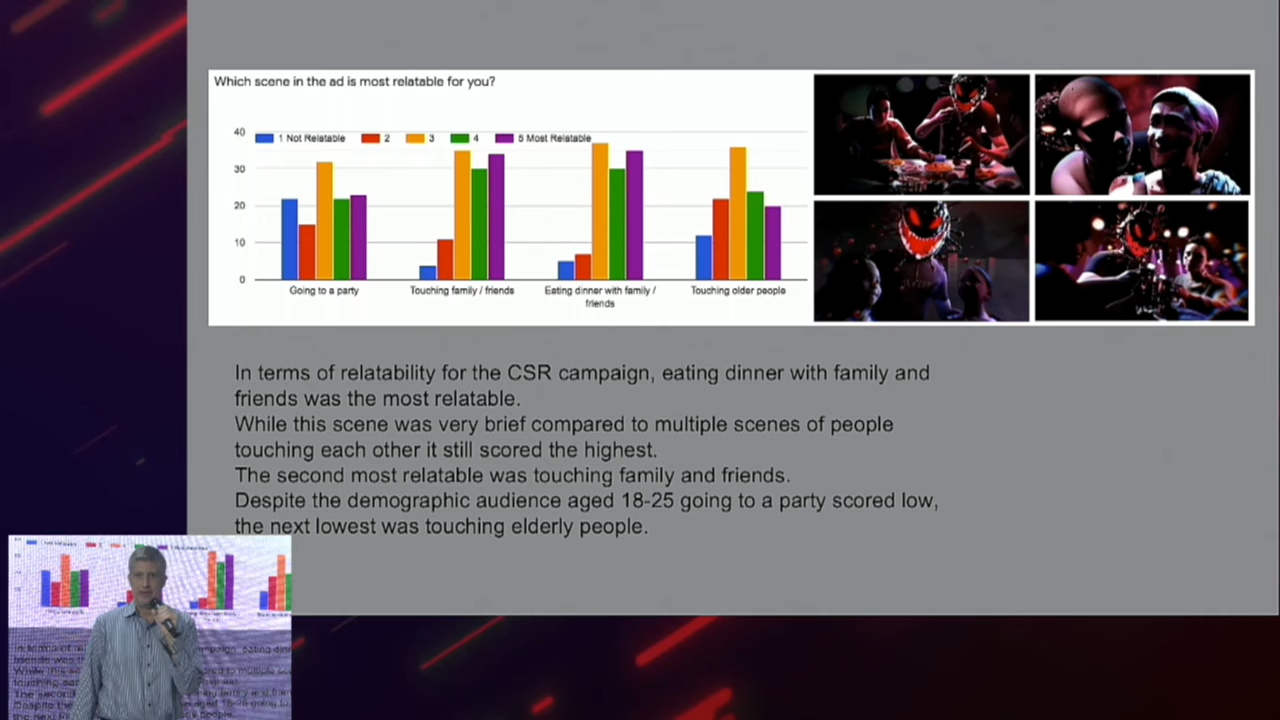 Which scene in the ad is most relatable for you?
40
1 Not Relatable
2
3
4
5 Most Relatable
30
20
10
0
Going to a party
Touching family / friends
Eating dinner with family /
friends
Touching older people
In terms of relatability for the CSR campaign, eating dinner with family and
friends was the most relatable.
While this scene was very brief compared to multiple scenes of people
touching each other it still scored the highest.
The second most relatable was touching family and friends.
Despite the demographic audience aged 18-25 going to a party scored low,
the next lowest was touching elderly people.